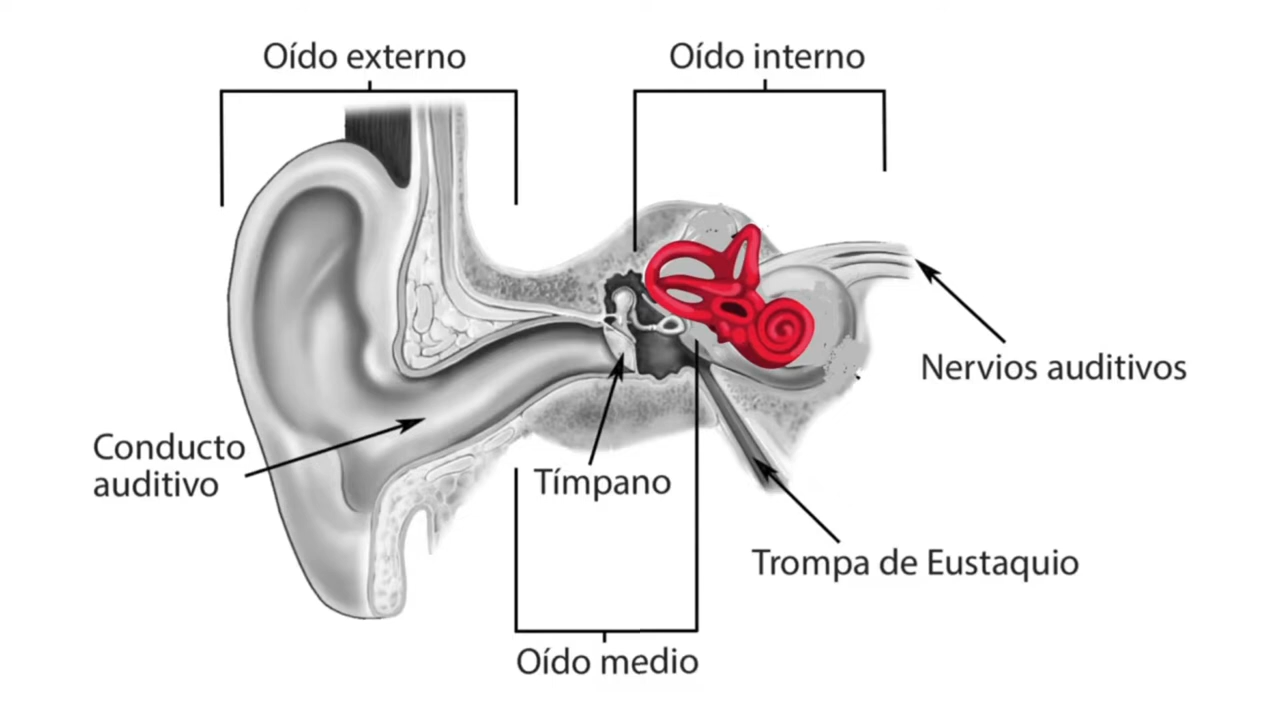 Oído externo
Oído interno
Nervios auditivos
Conducto
auditivo
Tímpano
Trompa de Eustaquio
Oído medio